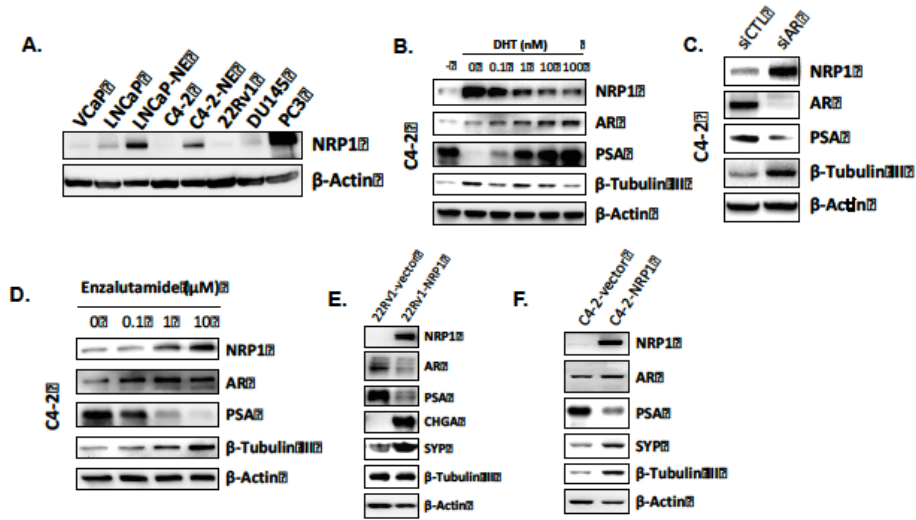 A.
VCaP LNCaP LNCaP-NE C4-2 C4-2-NE 22Rv1 DU145 PC3
NRP1
β-Actin
B.
DHT (nM)
- 0 0.1 1 10 100
C4-2
NRP1
AR
PSA
β-Tubulin III
β-Actin
C.
siCTL siAR
C4-2
NRP1
AR
PSA
β-Tubulin III
β-Actin
D.
Enzalutamide (μM)
0 0.1 1 10
C4-2
NRP1
AR
PSA
β-Tubulin III
β-Actin
E.
22Rv1-vector 22Rv1-NRP1
NRP1
AR
PSA
CHGA
SYP
β-Tubulin III
β-Actin
F.
C4-2-vector C4-2-NRP1
NRP1
AR
PSA
SYP
β-Tubulin III
β-Actin